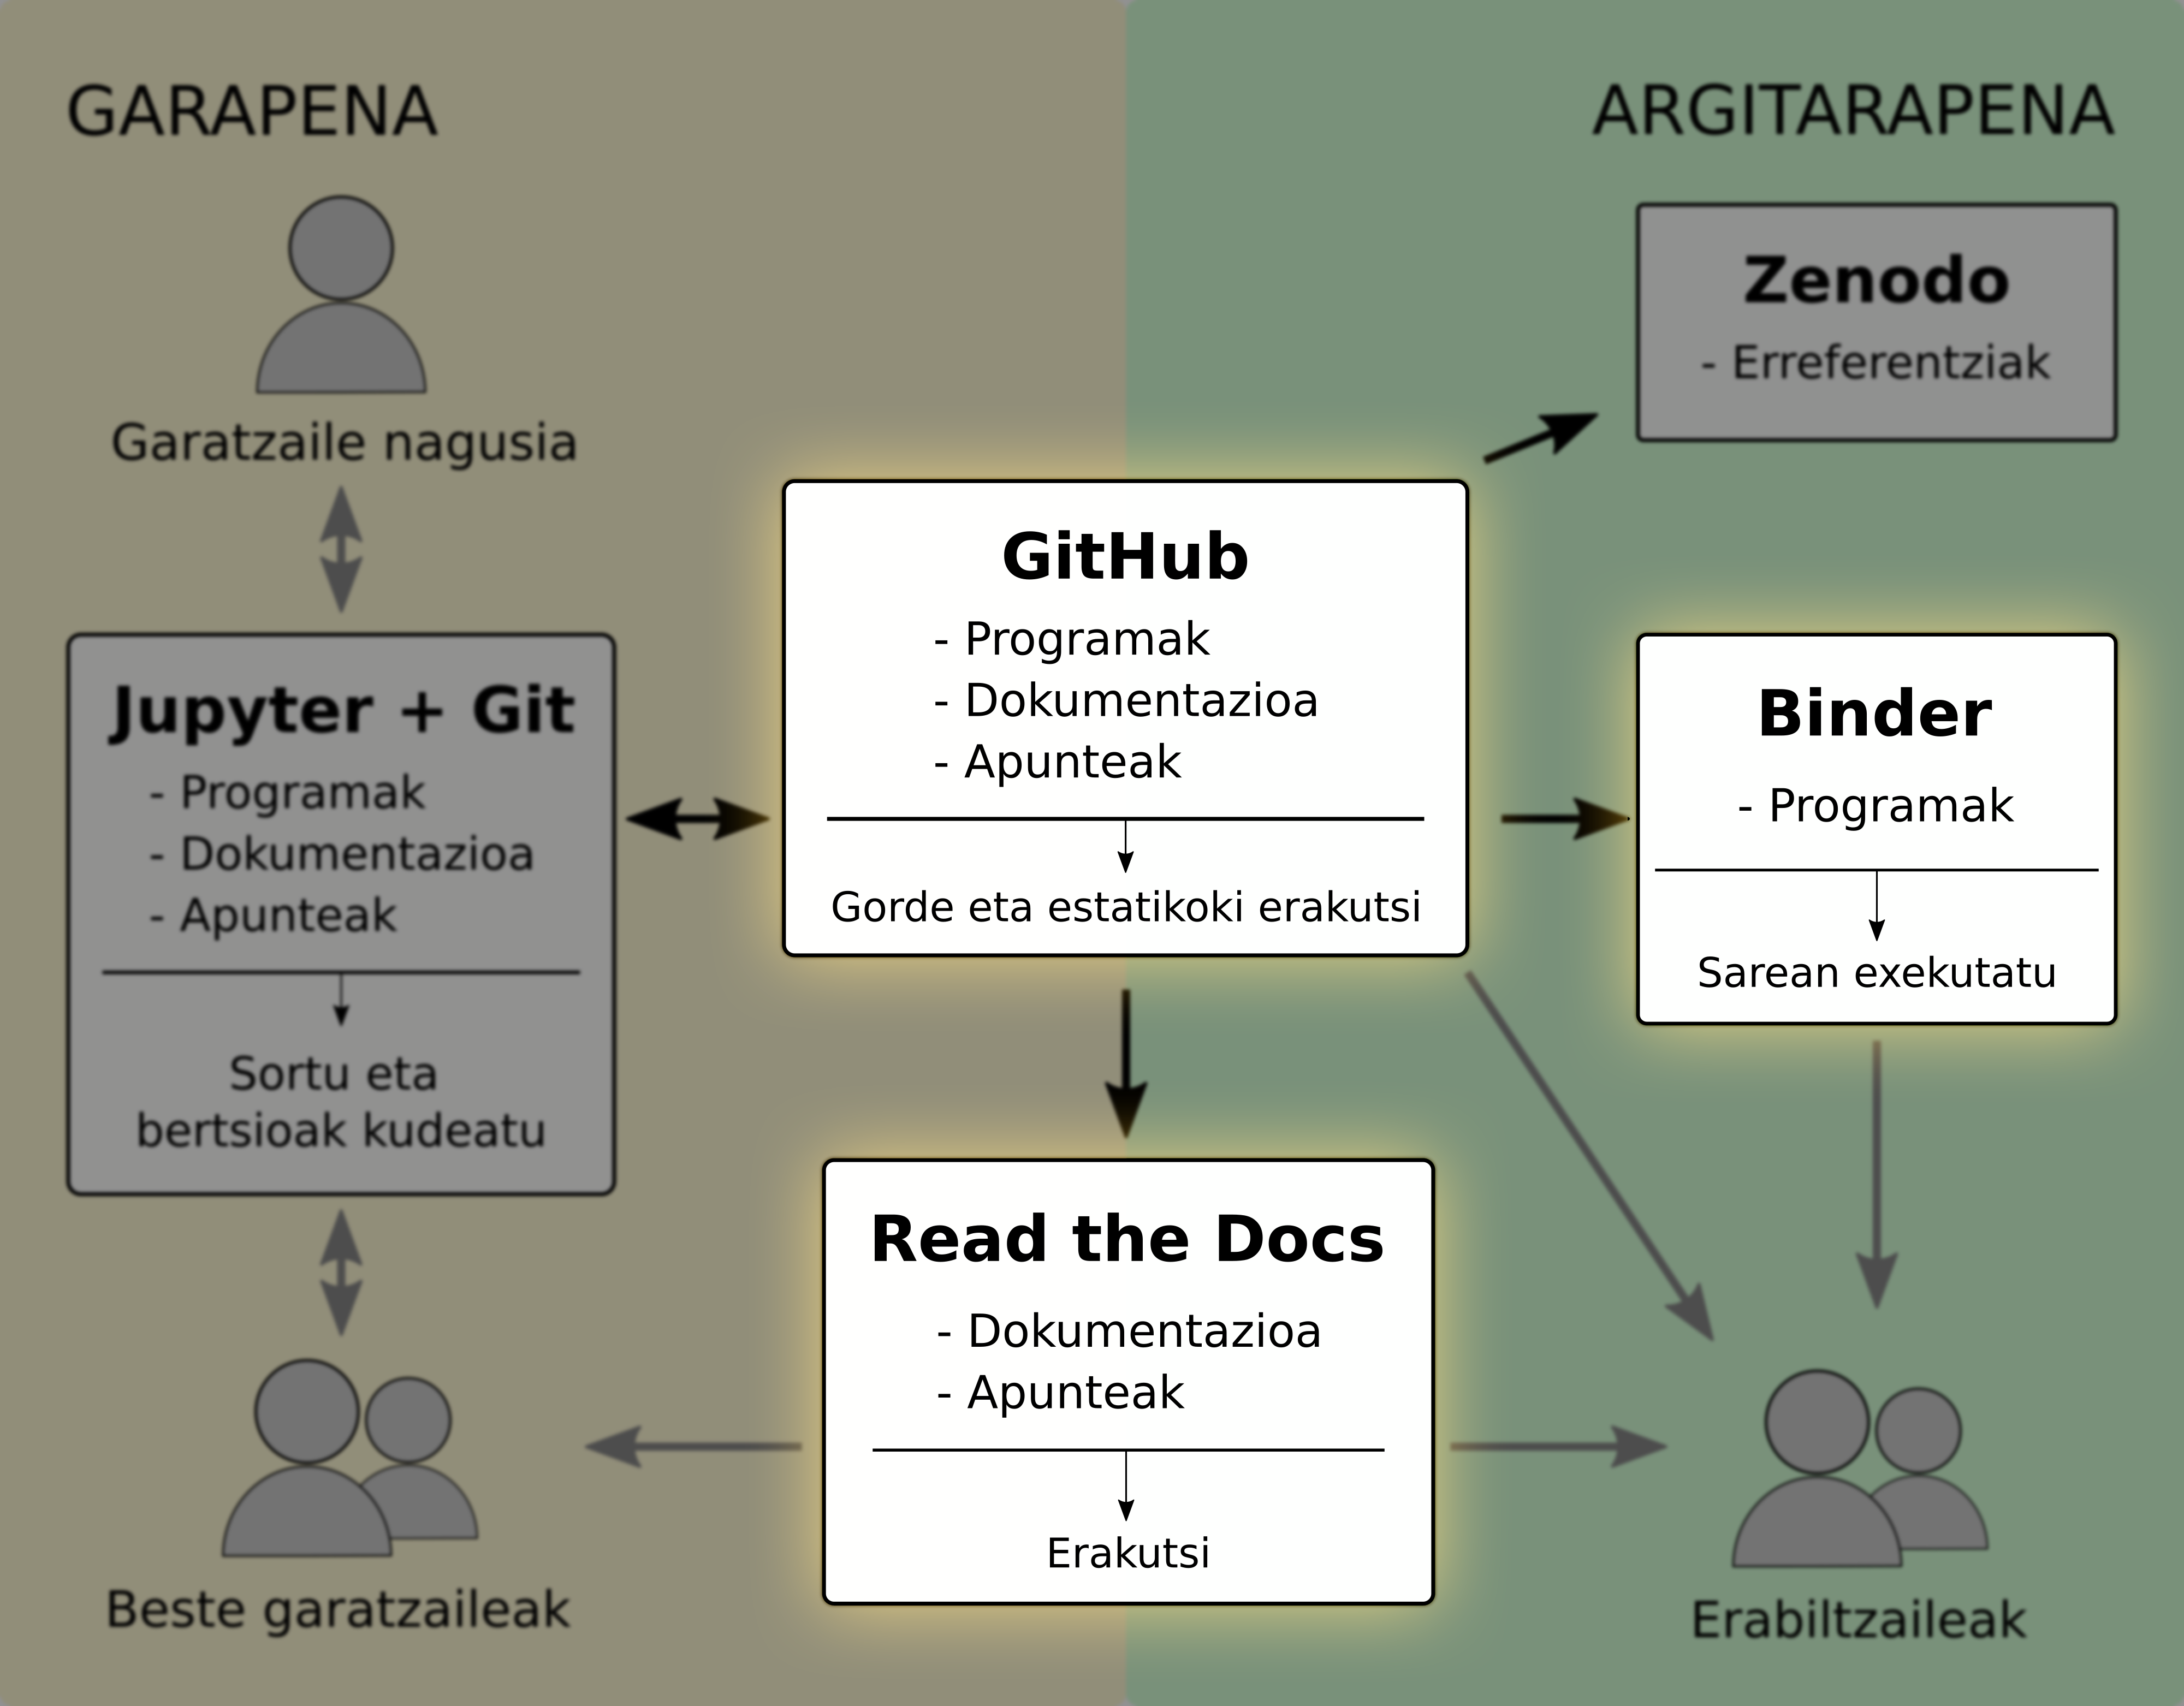 GARAPENA
ARGITARAPENA
Garatzaile nagusia
Jupyter + Git
- Programak
- Dokumentazioa
- Apunteak
Sortu eta
bertsioak kudeatu
Beste garatzaileak
GitHub
- Programak
- Dokumentazioa
- Apunteak
Gorde eta estatikoki erakutsi
Read the Docs
- Dokumentazioa
- Apunteak
Erakutsi
Zenodo
- Erreferentziak
Binder
- Programak
Sarean exekutatu
Erabiltzaileak